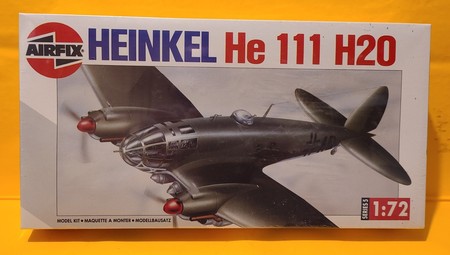 AIRFIX
HEINKEL He 111 H20
MODEL KIT • MAQUETTE A MONTER • MODELLBAUSATZ
SERIES 5
1:72